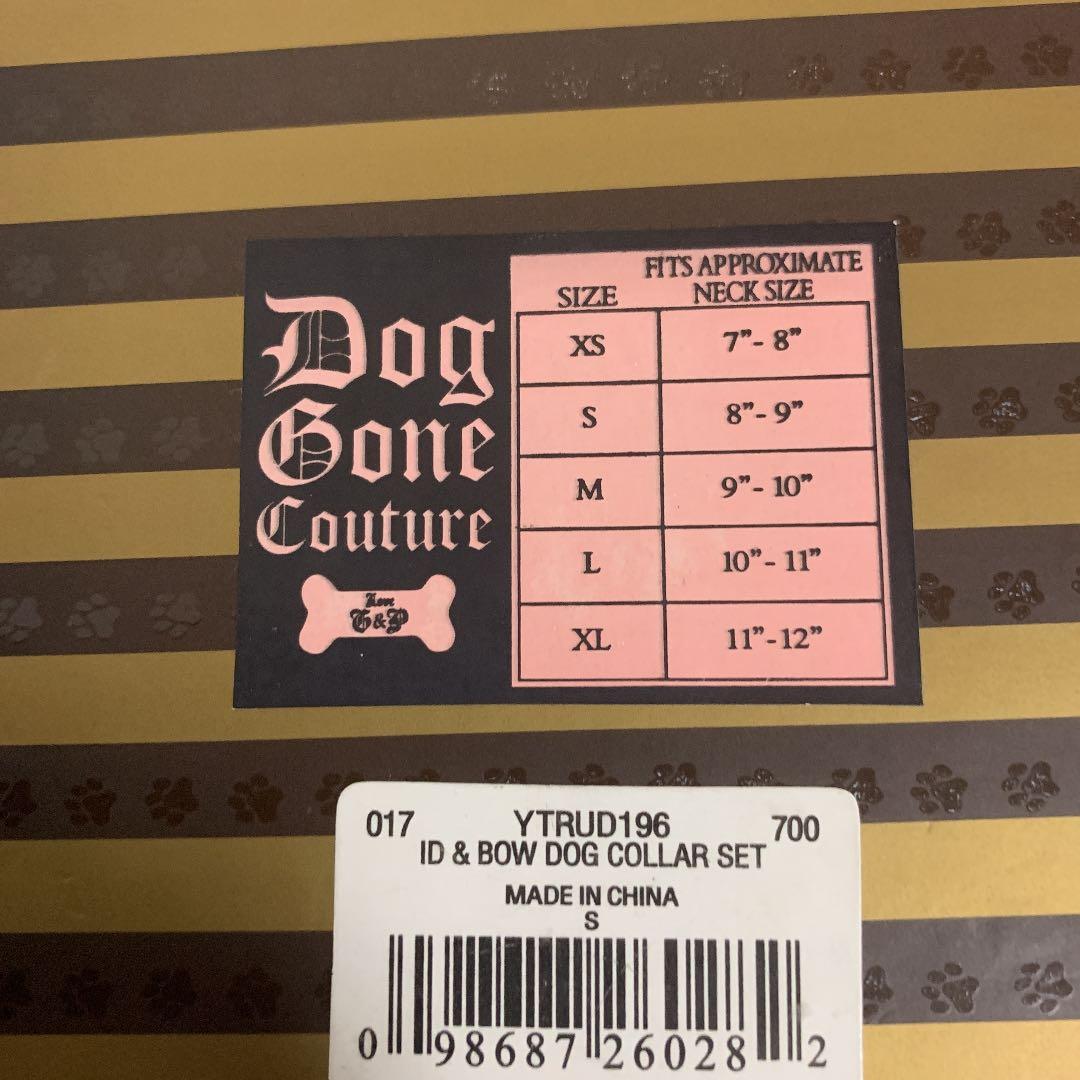 Dog
Gone
Couture
Love
G&P
FITS APPROXIMATE
SIZE NECK SIZE
XS 7”- 8”
S 8”- 9”
M 9”- 10”
L 10”- 11”
XL 11”-12”
017 YTRUD196 700
ID & BOW DOG COLLAR SET
MADE IN CHINA
S
0 98687 26028 2